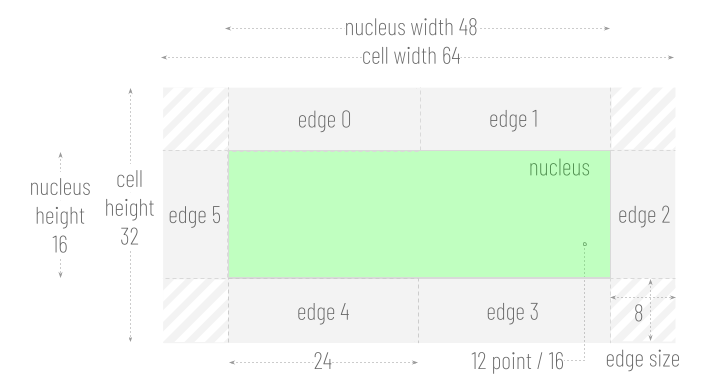 nucleus width 48
cell width 64
edge 0
edge 1
nucleus
nucleus
height
16
cell
height
32
edge 5
edge 2
edge 4
edge 3
8
24
12 point / 16
edge size